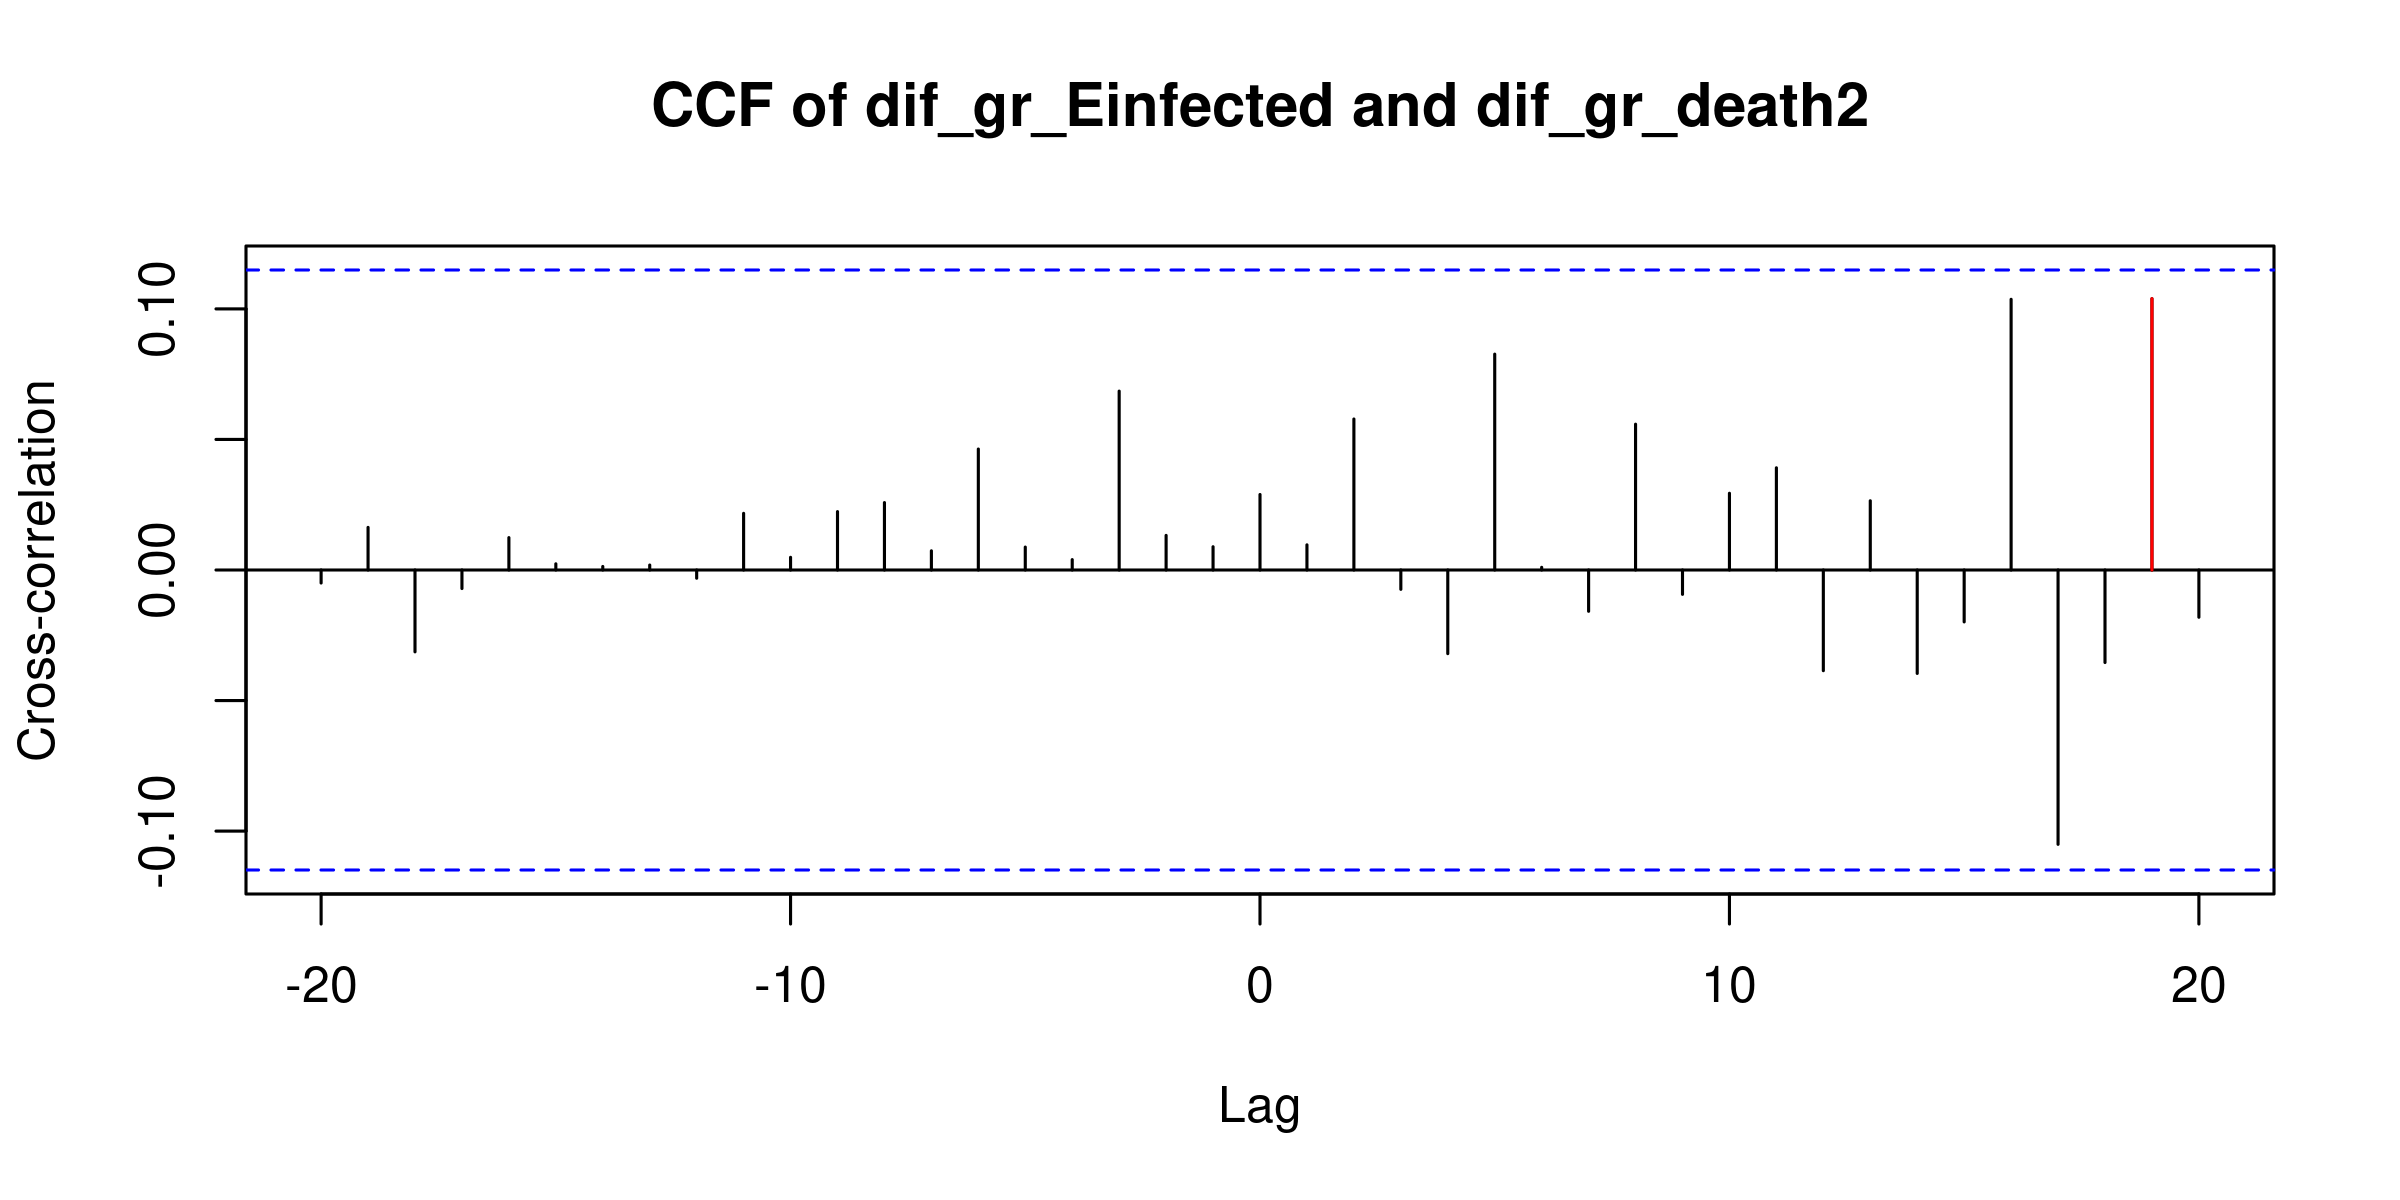 CCF of dif_gr_Einfected and dif_gr_death2
Cross-correlation
0.10
0.00
-0.10
-20 -10 0 10 20
Lag